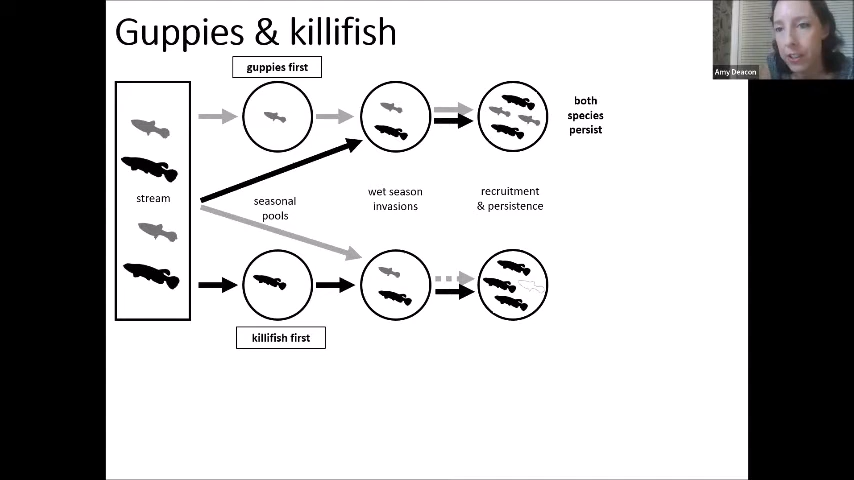 Guppies & killifish
Amy Deacon
guppies first
both
species
persist
stream
seasonal
pools
wet season
invasions
recruitment
& persistence
killifish first